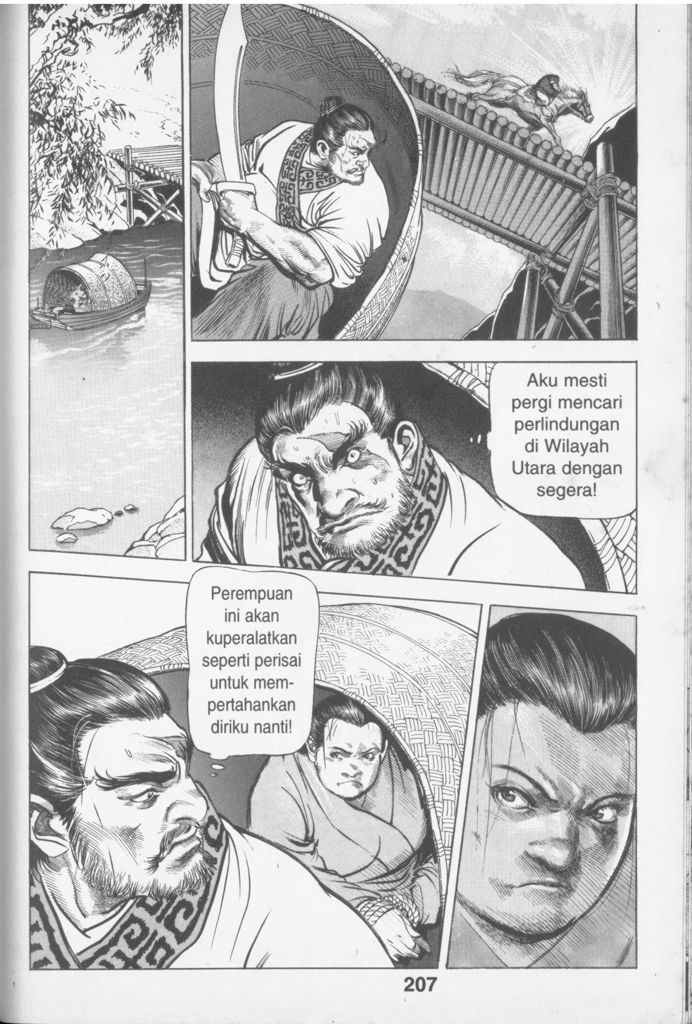 Aku mesti
pergi mencari
perlindungan
di Wilayah
Utara dengan
segera!
Perempuan
ini akan
kuperalatkan
seperti perisai
untuk mem-
pertahankan
diriku nanti!
207